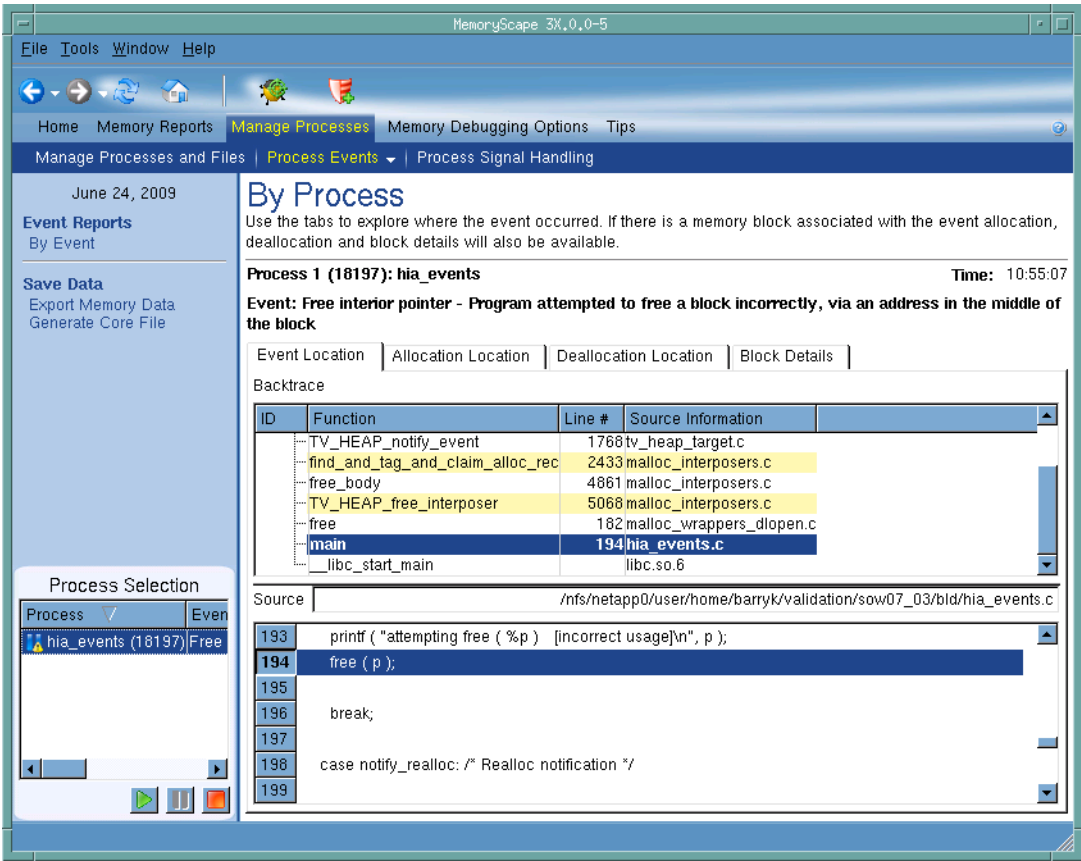 MemoryScape 3X.0.0-5
File Tools Window Help
Home Memory Reports Manage Processes Memory Debugging Options Tips
Manage Processes and Files | Process Events | Process Signal Handling
June 24, 2009
Event Reports
By Event
Save Data
Export Memory Data
Generate Core File
Process Selection
Process Even
hia_events (18197) Free
By Process
Use the tabs to explore where the event occurred. If there is a memory block associated with the event allocation,
deallocation and block details will also be available.
Process 1 (18197): hia_events Time: 10:55:07
Event: Free interior pointer - Program attempted to free a block incorrectly, via an address in the middle of
the block
Event Location Allocation Location Deallocation Location Block Details
Backtrace
ID Function Line # Source Information
TV_HEAP_notify_event 1768 tv_heap_target.c
find_and_tag_and_claim_alloc_rec 2433 malloc_interposers.c
free_body 4861 malloc_interposers.c
TV_HEAP_free_interposer 5068 malloc_interposers.c
free 182 malloc_wrappers_dlopen.c
main 194 hia_events.c
__libc_start_main libc.so.6
Source /nfs/netapp0/user/home/barryk/validation/sow07_03/bld/hia_events.c
193 printf ( "attempting free ( %p ) [incorrect usage]\n", p );
194 free ( p );
195
196 break;
197
198 case notify_realloc: /* Realloc notification */
199